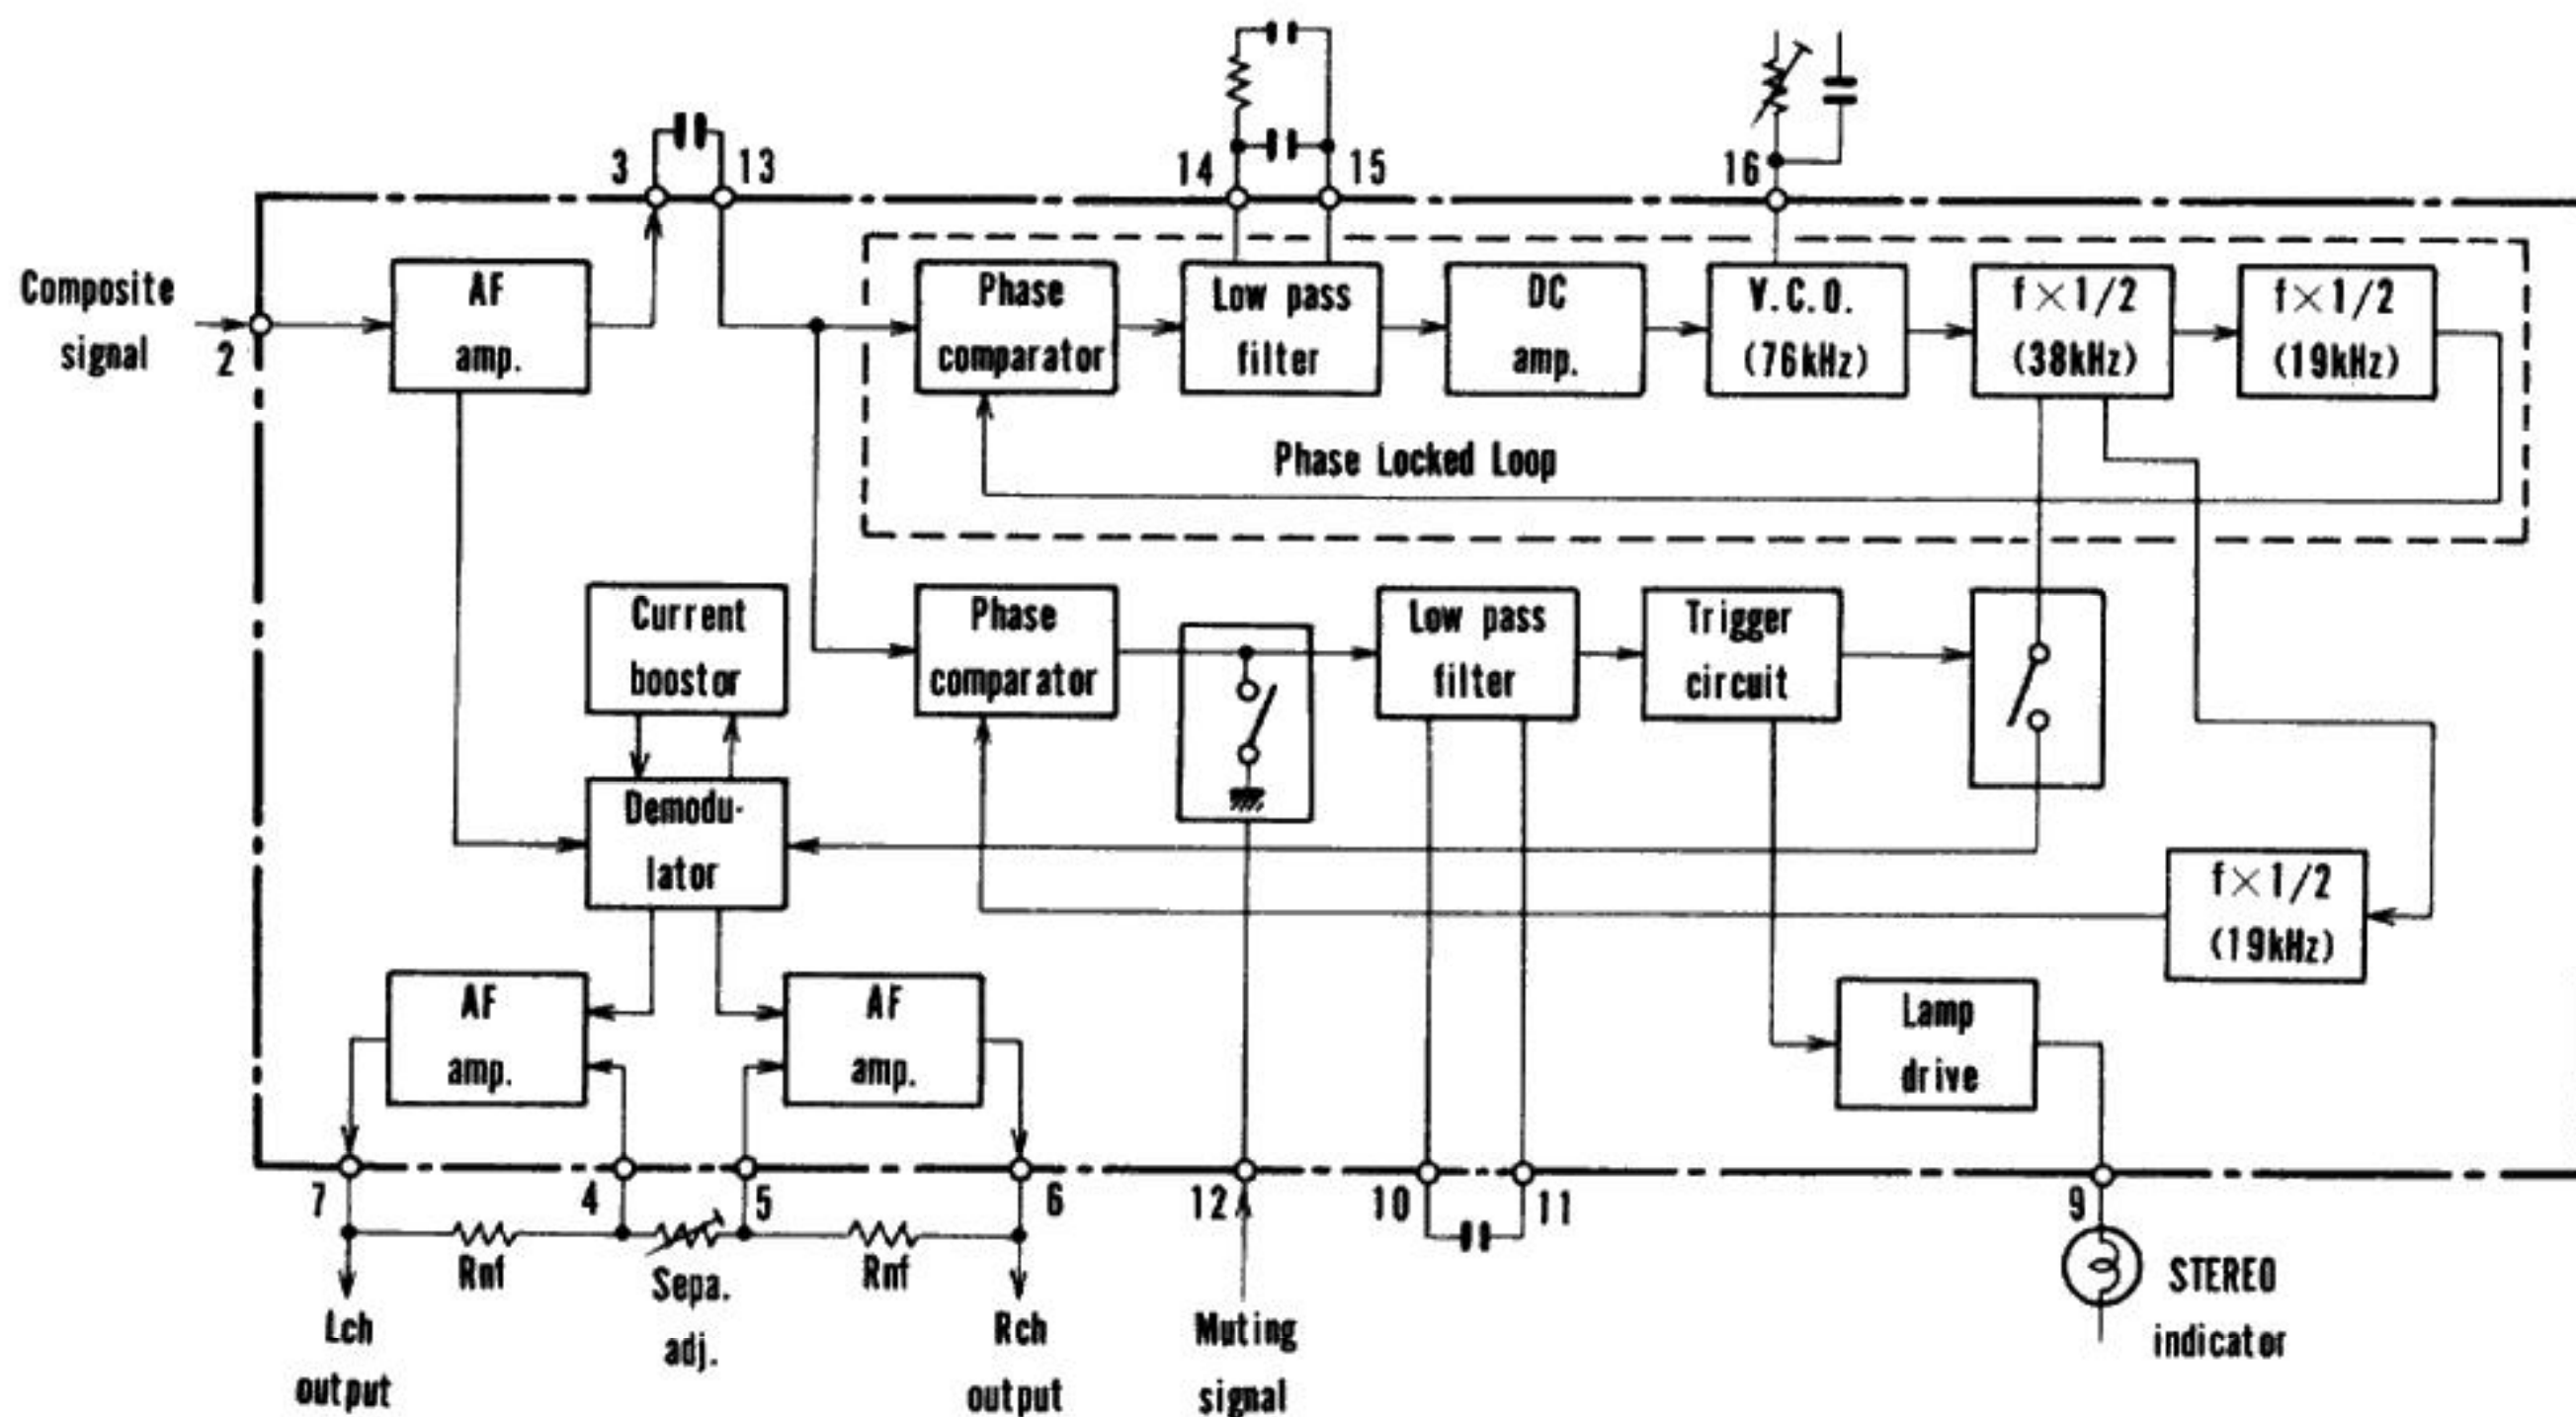 3
13
14
15
16
Composite
signal
2
AF
amp.
Phase
comparator
Low pass
filter
DC
amp.
V.C.O.
(76kHz)
f×1/2
(38kHz)
f×1/2
(19kHz)
Phase Locked Loop
Current
boostor
Phase
comparator
Low pass
filter
Trigger
circuit
Demodu-
lator
f×1/2
(19kHz)
AF
amp.
AF
amp.
Lamp
drive
7
4
5
6
12
10
11
9
Rnf
Sepa.
adj.
Rnf
Lch
output
Rch
output
Muting
signal
STEREO
indicator